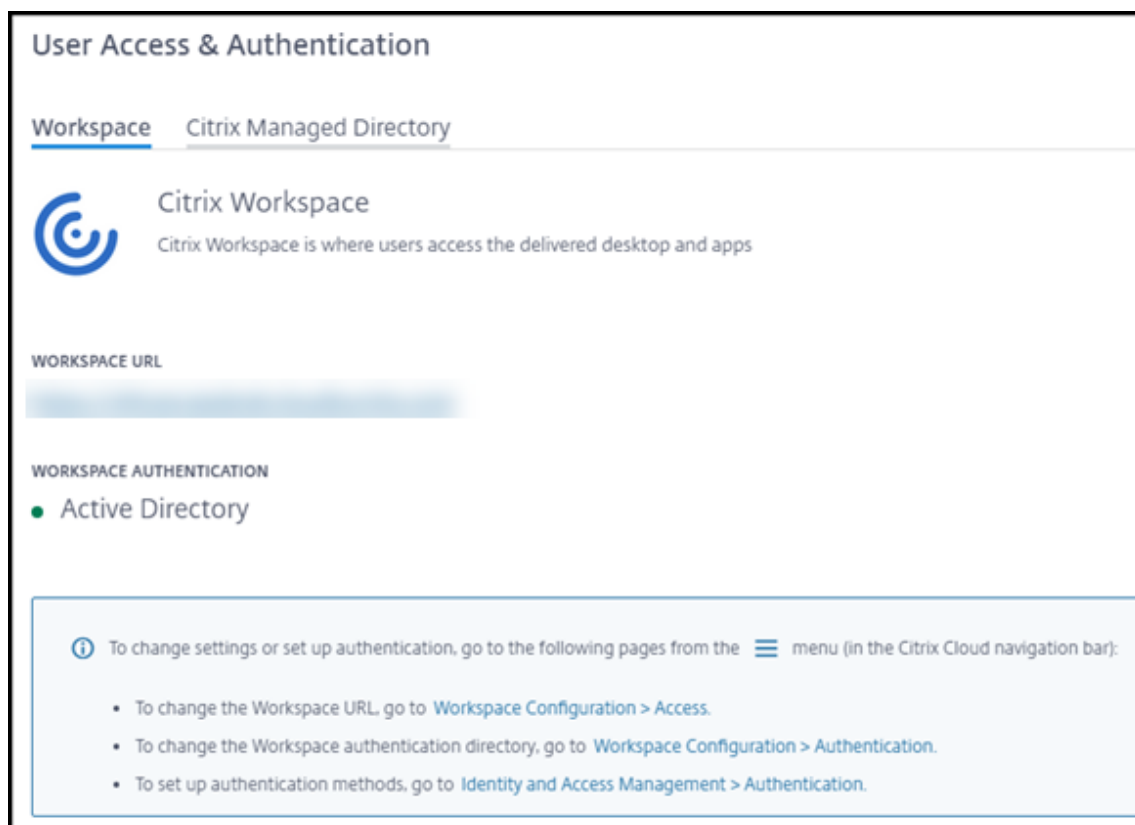 User Access & Authentication
Workspace Citrix Managed Directory
Citrix Workspace
Citrix Workspace is where users access the delivered desktop and apps
WORKSPACE URL
WORKSPACE AUTHENTICATION
• Active Directory
To change settings or set up authentication, go to the following pages from the ☰ menu (in the Citrix Cloud navigation bar):
• To change the Workspace URL, go to Workspace Configuration > Access.
• To change the Workspace authentication directory, go to Workspace Configuration > Authentication.
• To set up authentication methods, go to Identity and Access Management > Authentication.